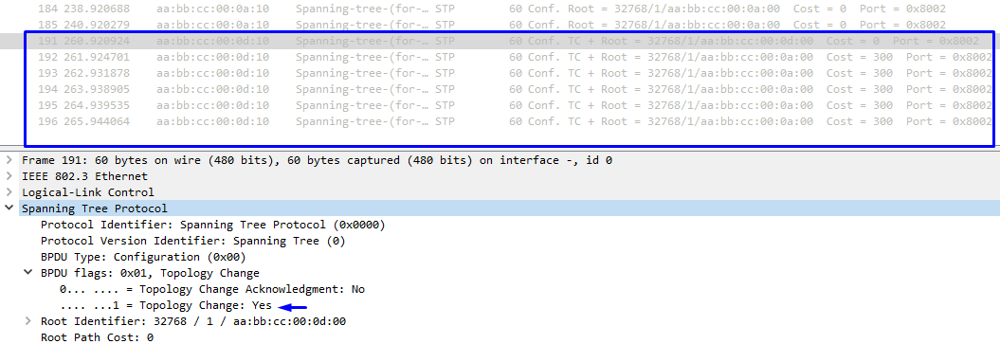 184 238.920688 aa:bb:cc:00:0a:10 Spanning-tree-(for-… STP 60 Conf. Root = 32768/1/aa:bb:cc:00:0a:00 Cost = 0 Port = 0x8002
185 240.920279 aa:bb:cc:00:0a:10 Spanning-tree-(for-… STP 60 Conf. Root = 32768/1/aa:bb:cc:00:0a:00 Cost = 0 Port = 0x8002
191 260.920924 aa:bb:cc:00:0d:10 Spanning-tree-(for-… STP 60 Conf. TC + Root = 32768/1/aa:bb:cc:00:0d:00 Cost = 0 Port = 0x8002
192 261.924701 aa:bb:cc:00:0d:10 Spanning-tree-(for-… STP 60 Conf. TC + Root = 32768/1/aa:bb:cc:00:0a:00 Cost = 300 Port = 0x8002
193 262.931878 aa:bb:cc:00:0d:10 Spanning-tree-(for-… STP 60 Conf. TC + Root = 32768/1/aa:bb:cc:00:0a:00 Cost = 300 Port = 0x8002
194 263.938905 aa:bb:cc:00:0d:10 Spanning-tree-(for-… STP 60 Conf. TC + Root = 32768/1/aa:bb:cc:00:0a:00 Cost = 300 Port = 0x8002
195 264.939535 aa:bb:cc:00:0d:10 Spanning-tree-(for-… STP 60 Conf. TC + Root = 32768/1/aa:bb:cc:00:0a:00 Cost = 300 Port = 0x8002
196 265.944064 aa:bb:cc:00:0d:10 Spanning-tree-(for-… STP 60 Conf. TC + Root = 32768/1/aa:bb:cc:00:0a:00 Cost = 300 Port = 0x8002
Frame 191: 60 bytes on wire (480 bits), 60 bytes captured (480 bits) on interface -, id 0
IEEE 802.3 Ethernet
Logical-Link Control
Spanning Tree Protocol
Protocol Identifier: Spanning Tree Protocol (0x0000)
Protocol Version Identifier: Spanning Tree (0)
BPDU Type: Configuration (0x00)
BPDU flags: 0x01, Topology Change
0... .... = Topology Change Acknowledgment: No
.... ...1 = Topology Change: Yes
Root Identifier: 32768 / 1 / aa:bb:cc:00:0d:00
Root Path Cost: 0